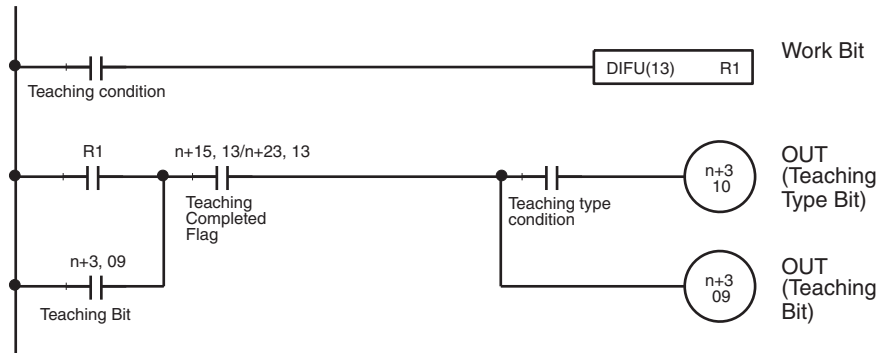 Work Bit
DIFU(13) R1
Teaching condition
R1
n+15, 13/n+23, 13
OUT
(Teaching
Type Bit)
n+3
10
Teaching
Completed
Flag
Teaching type
condition
n+3, 09
OUT
(Teaching
Bit)
n+3
09
Teaching Bit